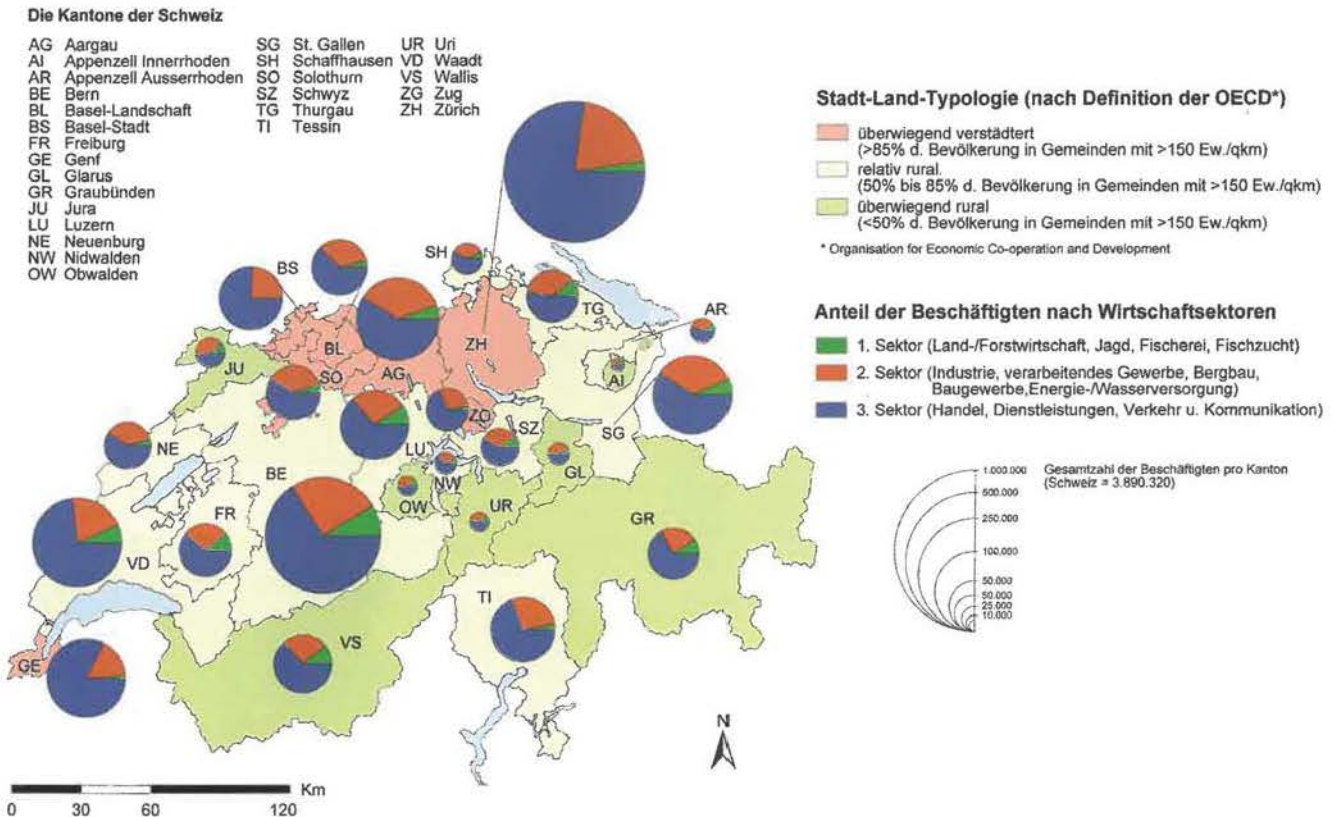 Die Kantone der Schweiz
AG Aargau
AI Appenzell Innerrhoden
AR Appenzell Ausserrhoden
BE Bern
BL Basel-Landschaft
BS Basel-Stadt
FR Freiburg
GE Genf
GL Glarus
GR Graubünden
JU Jura
LU Luzern
NE Neuenburg
NW Nidwalden
OW Obwalden
SG St. Gallen
SH Schaffhausen
SO Solothurn
SZ Schwyz
TG Thurgau
TI Tessin
UR Uri
VD Waadt
VS Wallis
ZG Zug
ZH Zürich
Stadt-Land-Typologie (nach Definition der OECD*)
überwiegend verstädtert
(>85% d. Bevölkerung in Gemeinden mit >150 Ew./qkm)
relativ rural.
(50% bis 85% d. Bevölkerung in Gemeinden mit >150 Ew./qkm)
überwiegend rural
(<50% d. Bevölkerung in Gemeinden mit >150 Ew./qkm)
* Organisation for Economic Co-operation and Development
Anteil der Beschäftigten nach Wirtschaftsektoren
1. Sektor (Land-/Forstwirtschaft, Jagd, Fischerei, Fischzucht)
2. Sektor (Industrie, verarbeitendes Gewerbe, Bergbau,
Baugewerbe,Energie-/Wasserversorgung)
3. Sektor (Handel, Dienstleistungen, Verkehr u. Kommunikation)
1.000.000
500.000
250.000
100.000
50.000
25.000
10.000
Gesamtzahl der Beschäftigten pro Kanton
(Schweiz = 3.890.320)
SH
BS
TG
AR
ZH
BL
JU
SO
AG
AI
ZG
SZ
SG
NE
LU
GL
BE
NW
OW
UR
FR
GR
VD
TI
VS
GE
N
Km
0
30
60
120